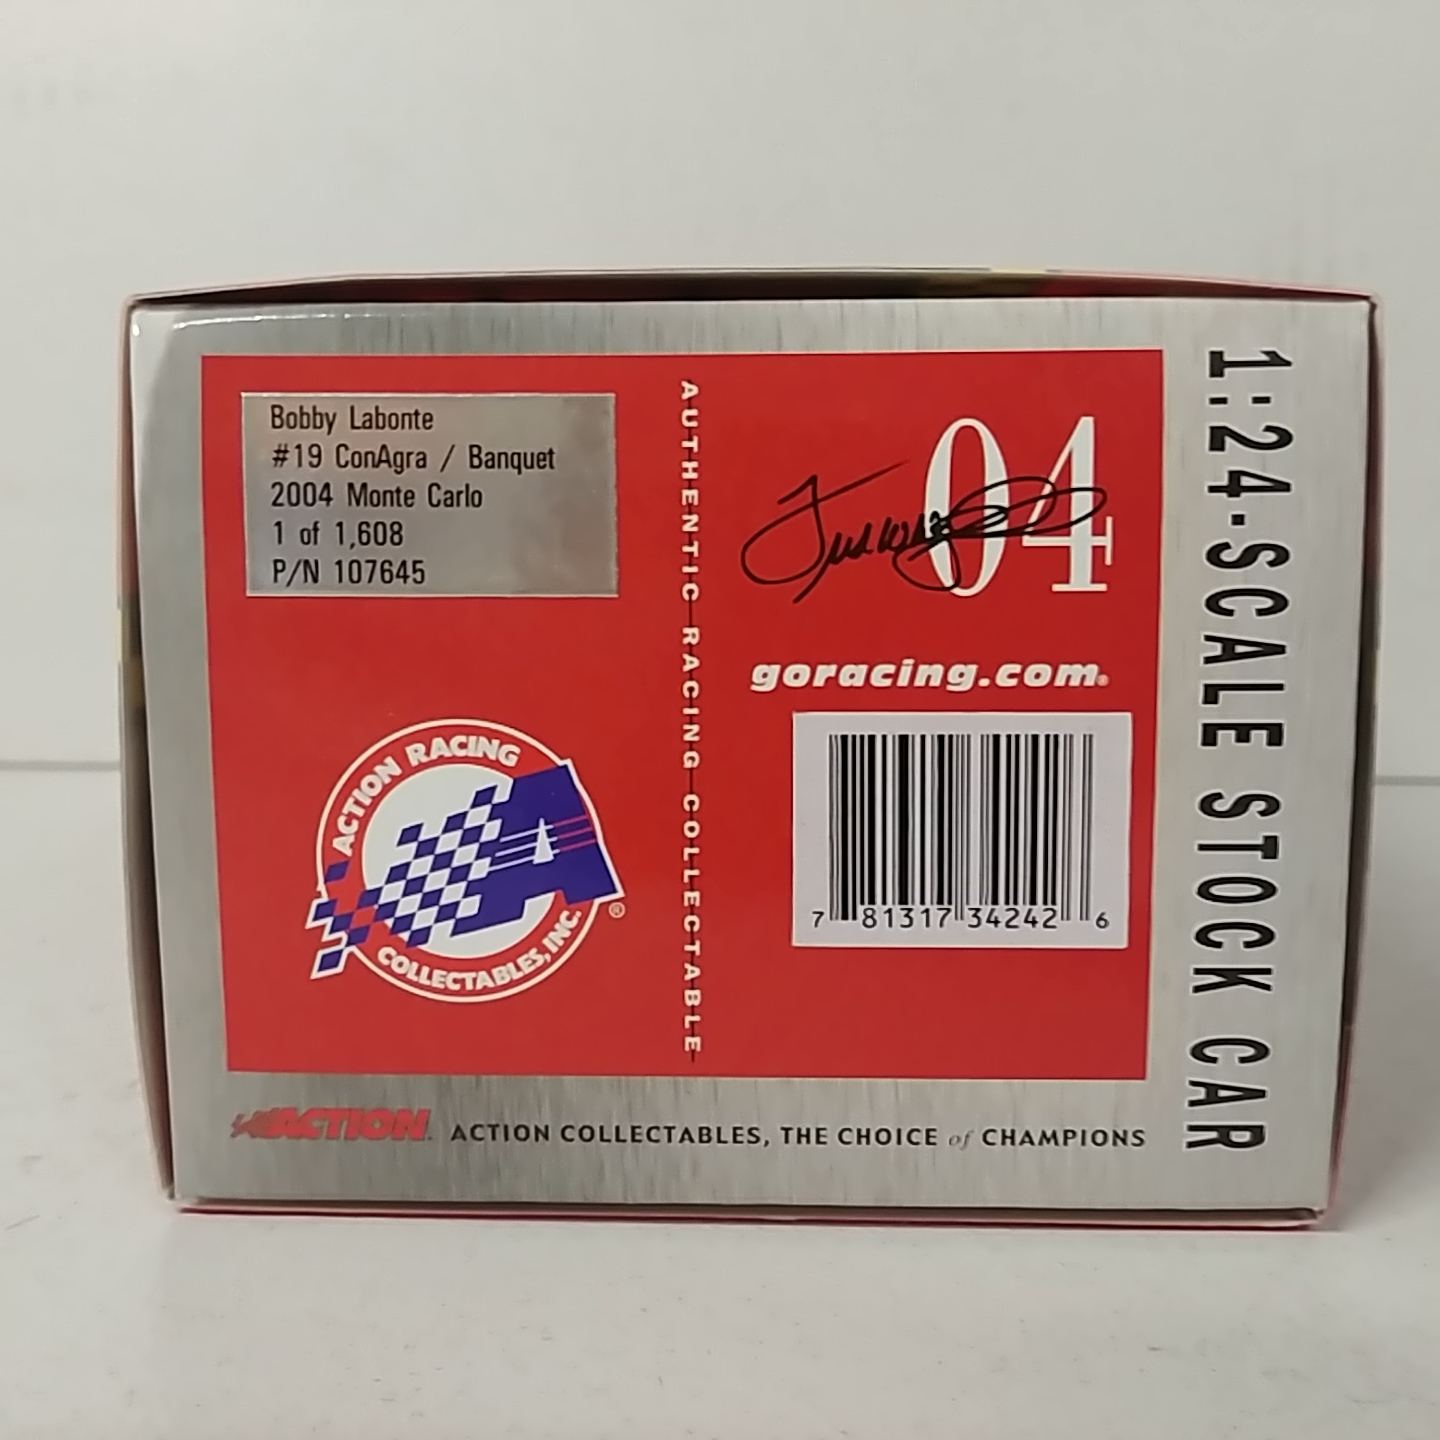 Bobby Labonte
#19 ConAgra / Banquet
2004 Monte Carlo
1 of 1,608
P/N 107645
AUTHENTIC RACING COLLECTABLE
04
goracing.com®
7 81317 34242 6
ACTION RACING
COLLECTABLES, INC.
®
1:24-SCALE STOCK CAR
ACTION
ACTION COLLECTABLES, THE CHOICE of CHAMPIONS